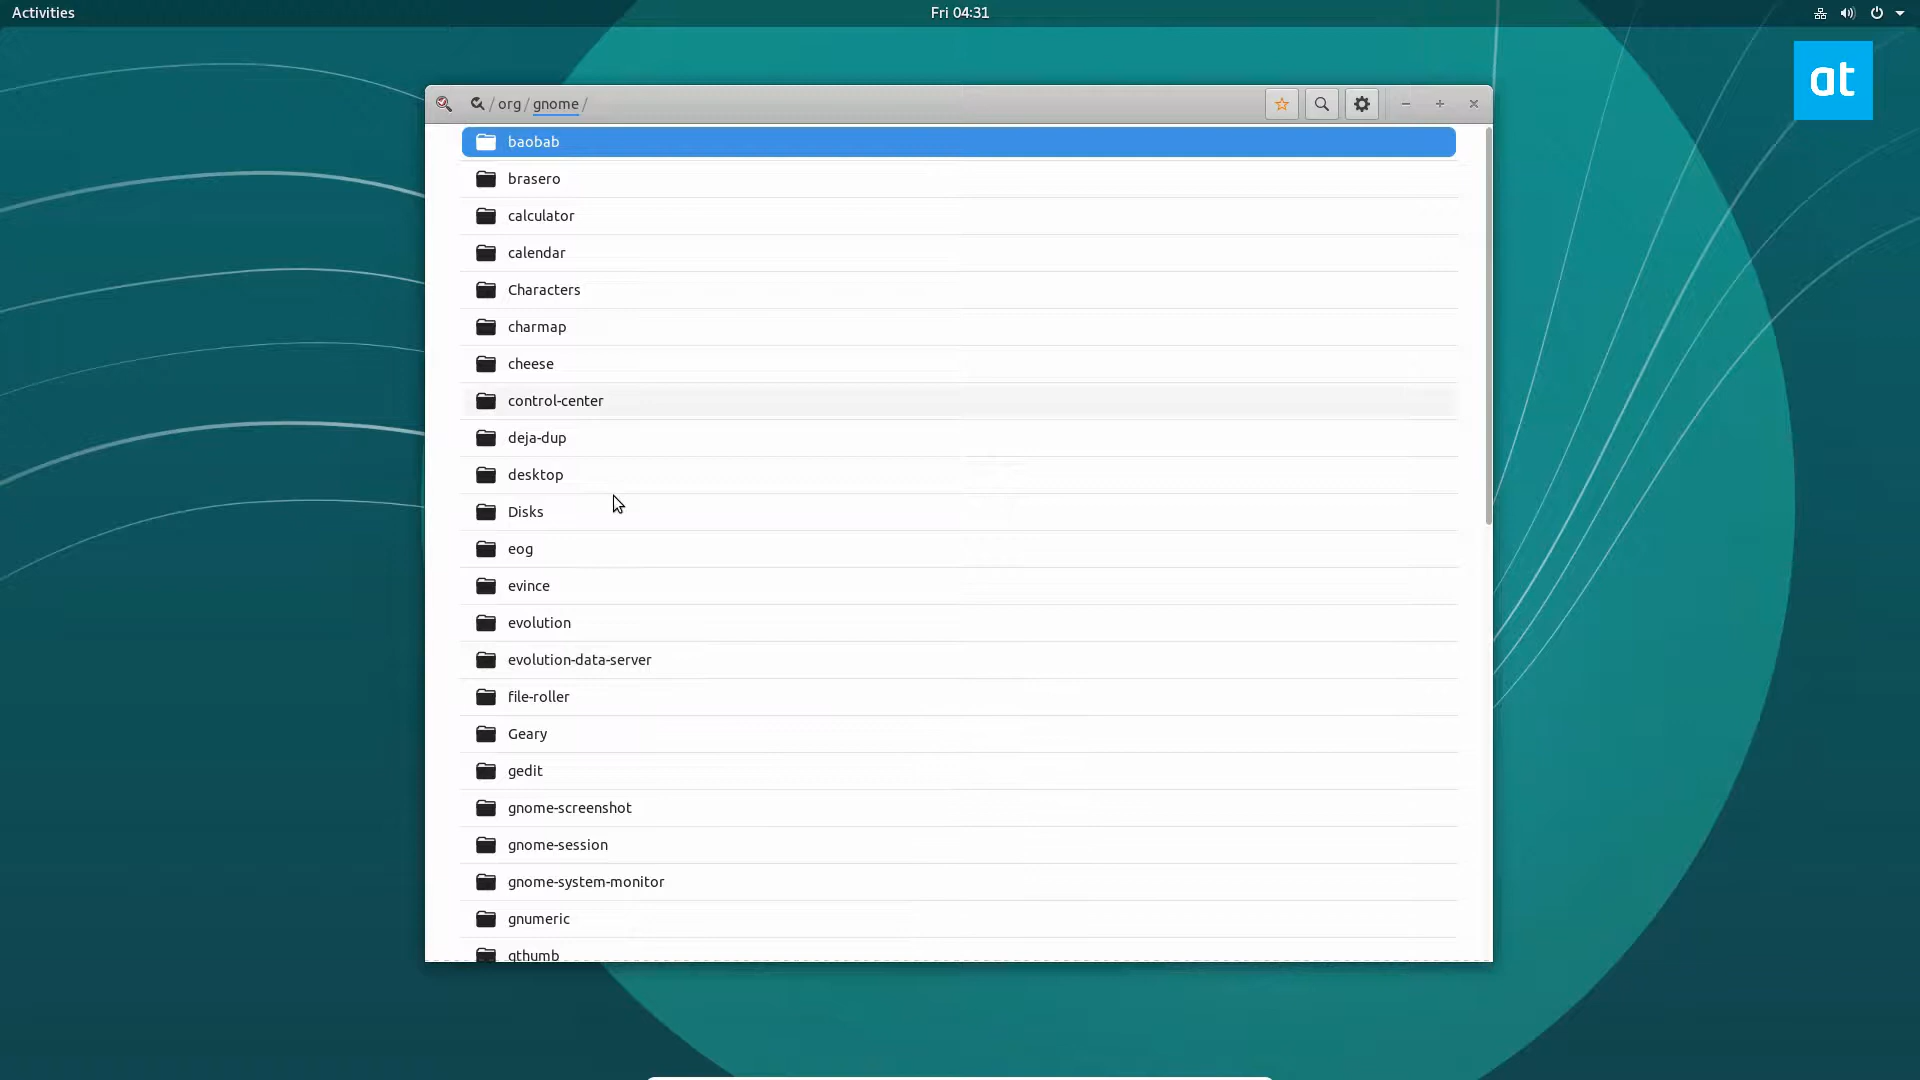 Activities
Fri 04:31
at
/ org / gnome /
baobab
brasero
calculator
calendar
Characters
charmap
cheese
control-center
deja-dup
desktop
Disks
eog
evince
evolution
evolution-data-server
file-roller
Geary
gedit
gnome-screenshot
gnome-session
gnome-system-monitor
gnumeric
gthumb